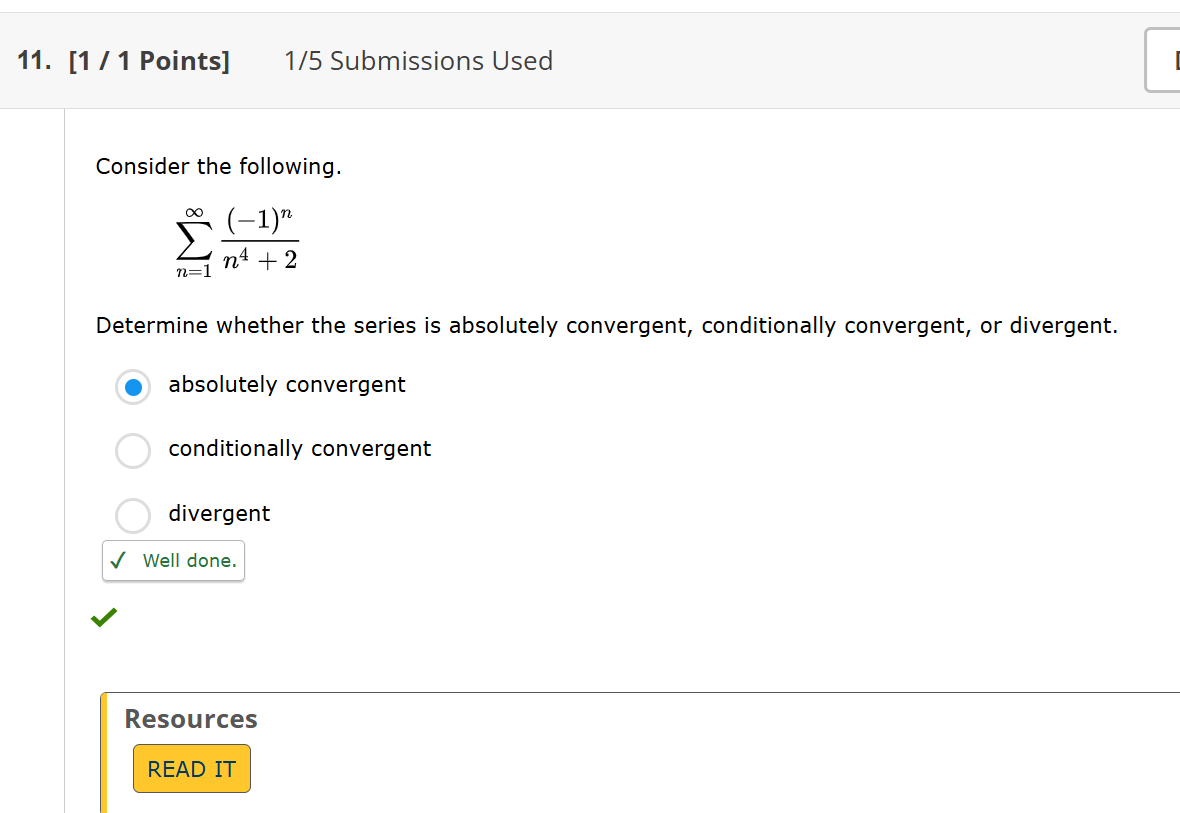 11. [1 / 1 Points] 1/5 Submissions Used
Consider the following.
∞
∑ (−1)ⁿ / (n⁴ + 2)
n=1
Determine whether the series is absolutely convergent, conditionally convergent, or divergent.
absolutely convergent
conditionally convergent
divergent
✓ Well done.
Resources
READ IT